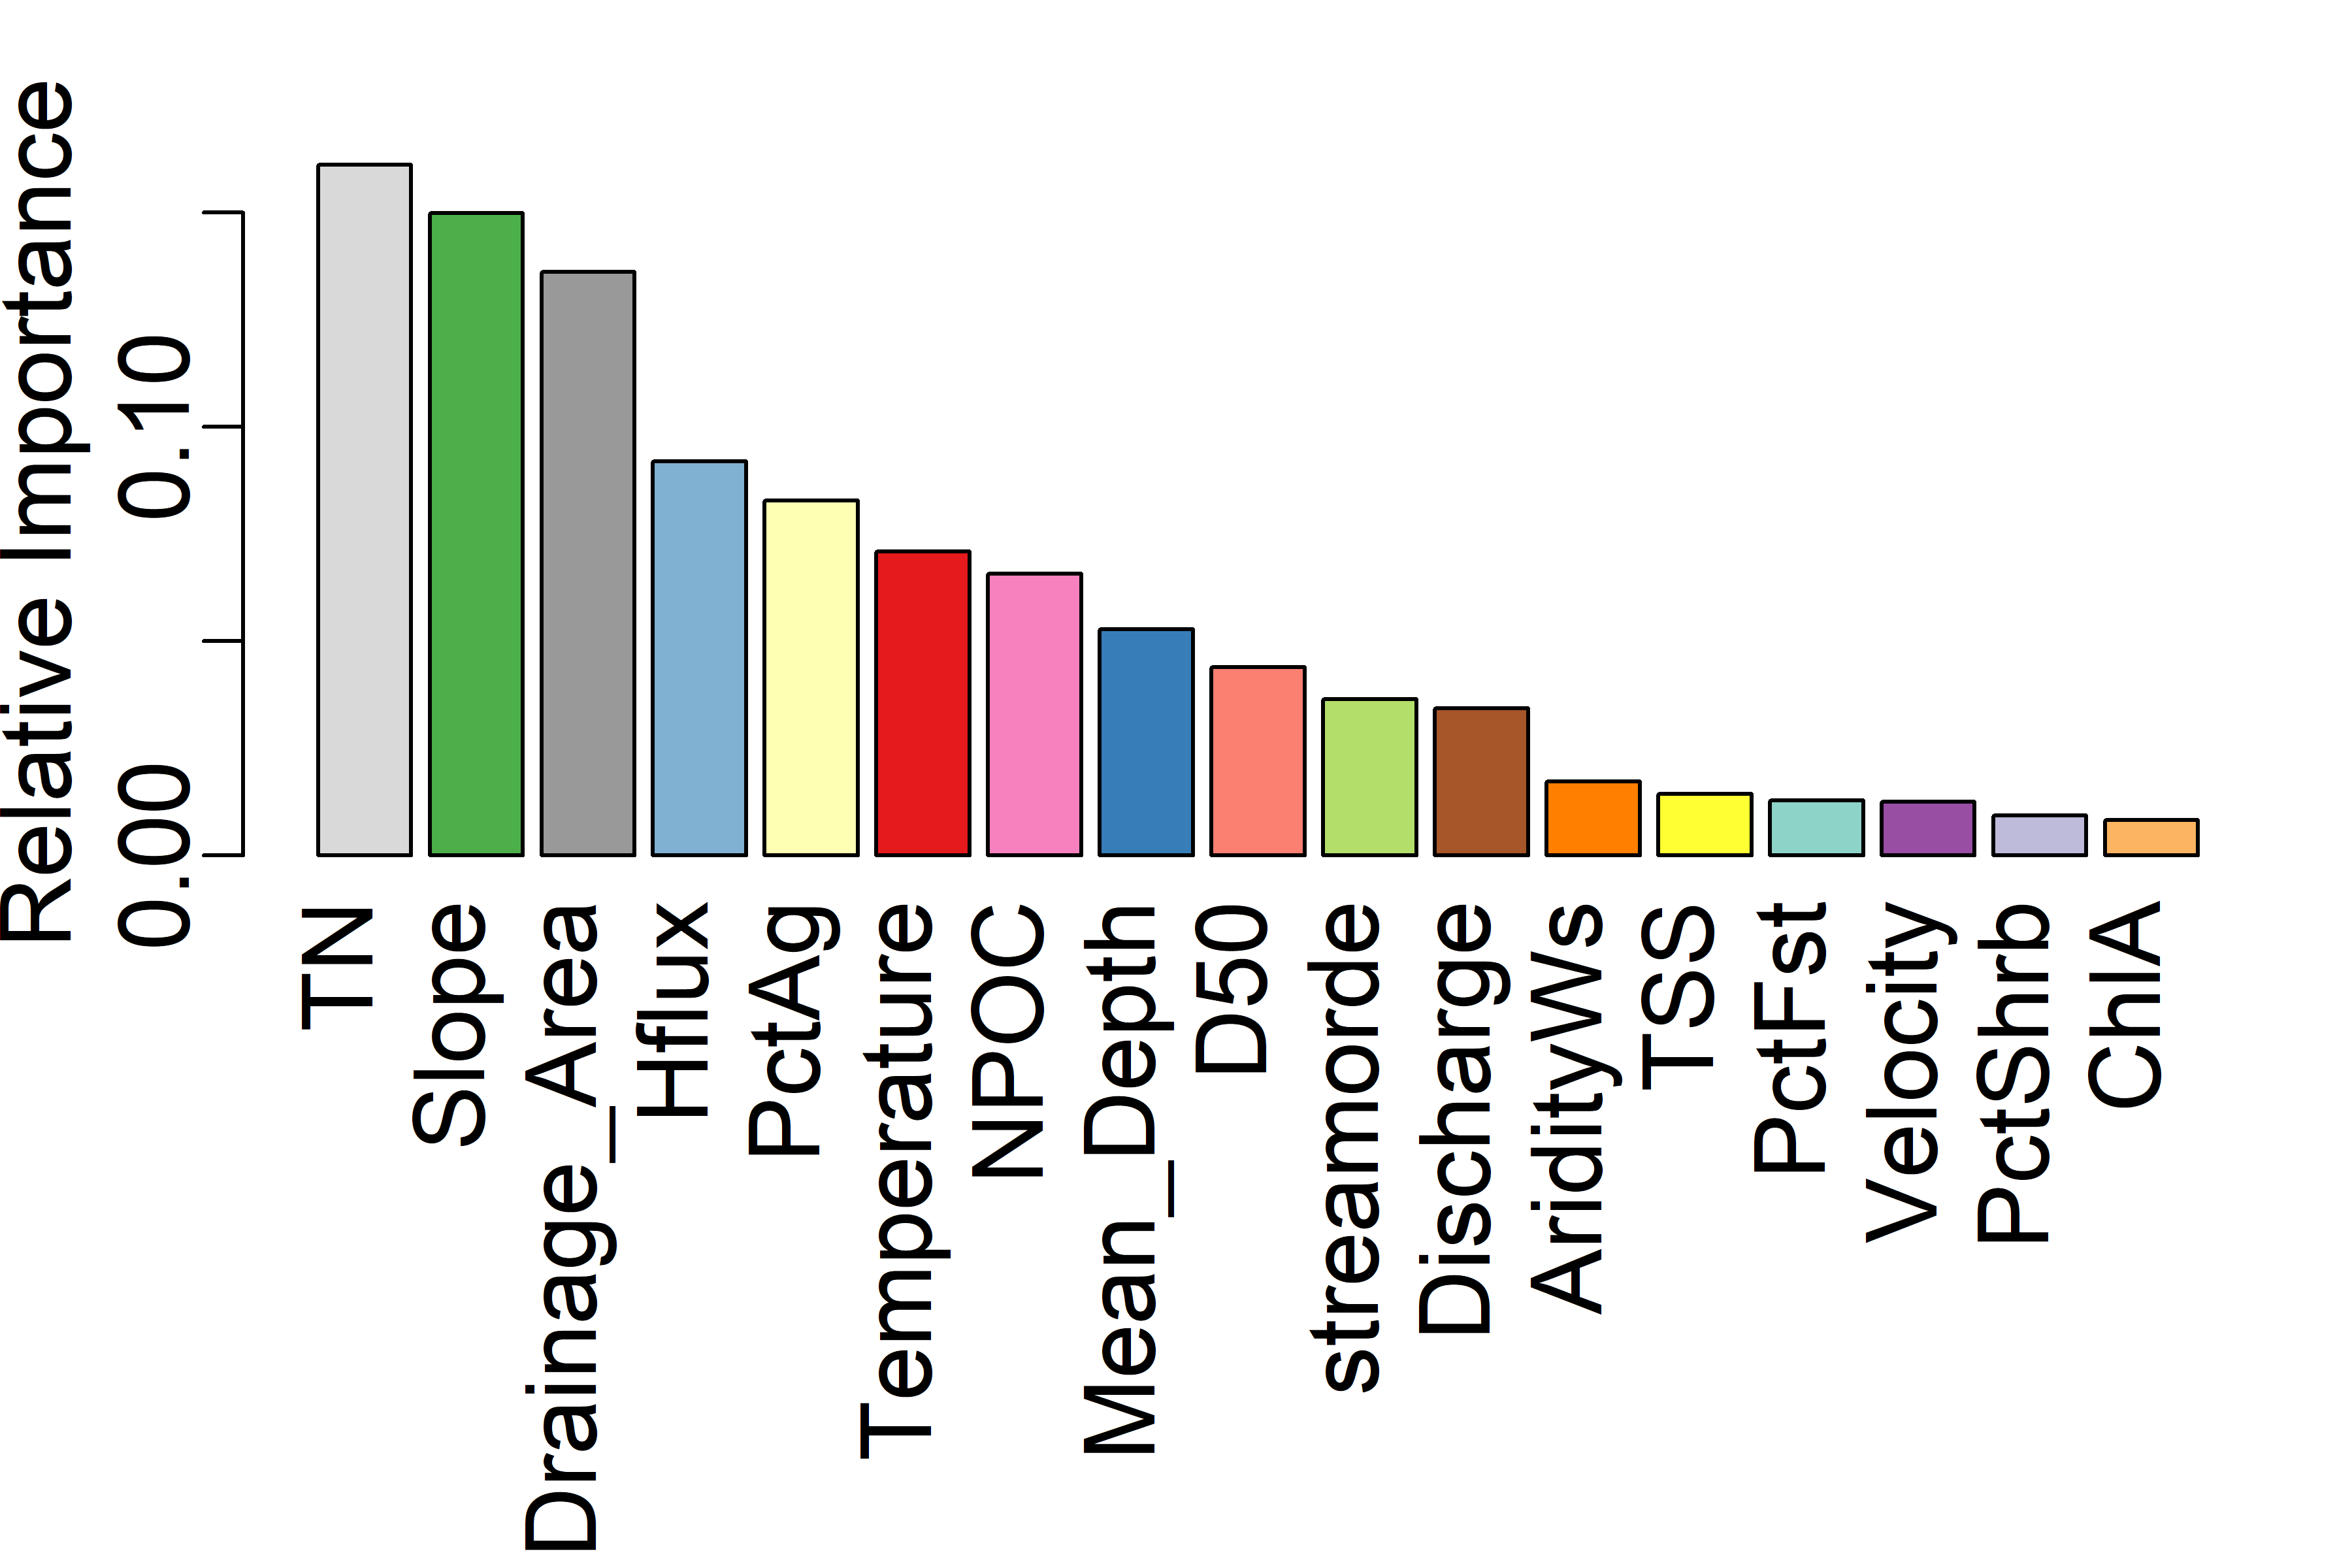 Relative Importance
0.00
0.10
TN
Slope
Drainage_Area
Hflux
PctAg
Temperature
NPOC
Mean_Depth
D50
streamorde
Discharge
AridityWs
TSS
PctFst
Velocity
PctShrb
ChlA